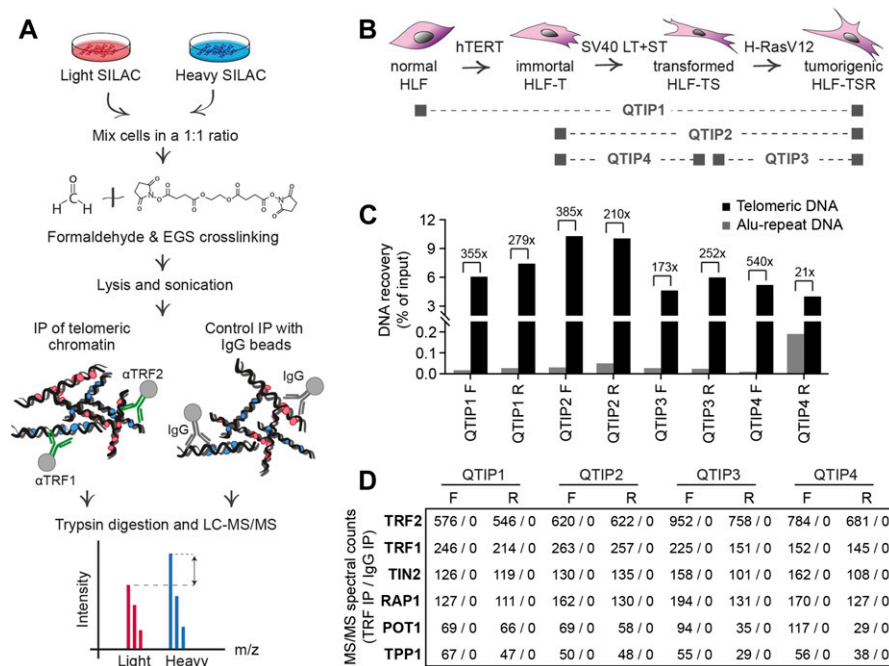 A
Light SILAC Heavy SILAC
Mix cells in a 1:1 ratio
O
C
H H
O
N
O
O
O
O
O
O
O
O
O
N
O
Formaldehyde & EGS crosslinking
Lysis and sonication
IP of telomeric
chromatin
Control IP with
IgG beads
αTRF2
IgG
IgG
αTRF1
Trypsin digestion and LC-MS/MS
Intensity
m/z
Light Heavy
B
hTERT SV40 LT+ST H-RasV12
normal immortal transformed tumorigenic
HLF HLF-T HLF-TS HLF-TSR
QTIP1
QTIP2
QTIP4 QTIP3
C
Telomeric DNA
Alu-repeat DNA
DNA recovery
(% of input)
12
9
6
3
0.2
0.1
0.0
355x 279x 385x 210x 173x 252x 540x 21x
QTIP1 F QTIP1 R QTIP2 F QTIP2 R QTIP3 F QTIP3 R QTIP4 F QTIP4 R
D
QTIP1 QTIP2 QTIP3 QTIP4
F R F R F R F R
MS/MS spectral counts
(TRF IP / IgG IP)
TRF2 576 / 0 546 / 0 620 / 0 622 / 0 952 / 0 758 / 0 784 / 0 681 / 0
TRF1 246 / 0 214 / 0 263 / 0 257 / 0 225 / 0 151 / 0 152 / 0 145 / 0
TIN2 126 / 0 119 / 0 130 / 0 135 / 0 158 / 0 101 / 0 162 / 0 108 / 0
RAP1 127 / 0 111 / 0 162 / 0 130 / 0 194 / 0 131 / 0 170 / 0 127 / 0
POT1 69 / 0 66 / 0 69 / 0 58 / 0 94 / 0 35 / 0 117 / 0 29 / 0
TPP1 67 / 0 47 / 0 50 / 0 48 / 0 55 / 0 29 / 0 56 / 0 38 / 0